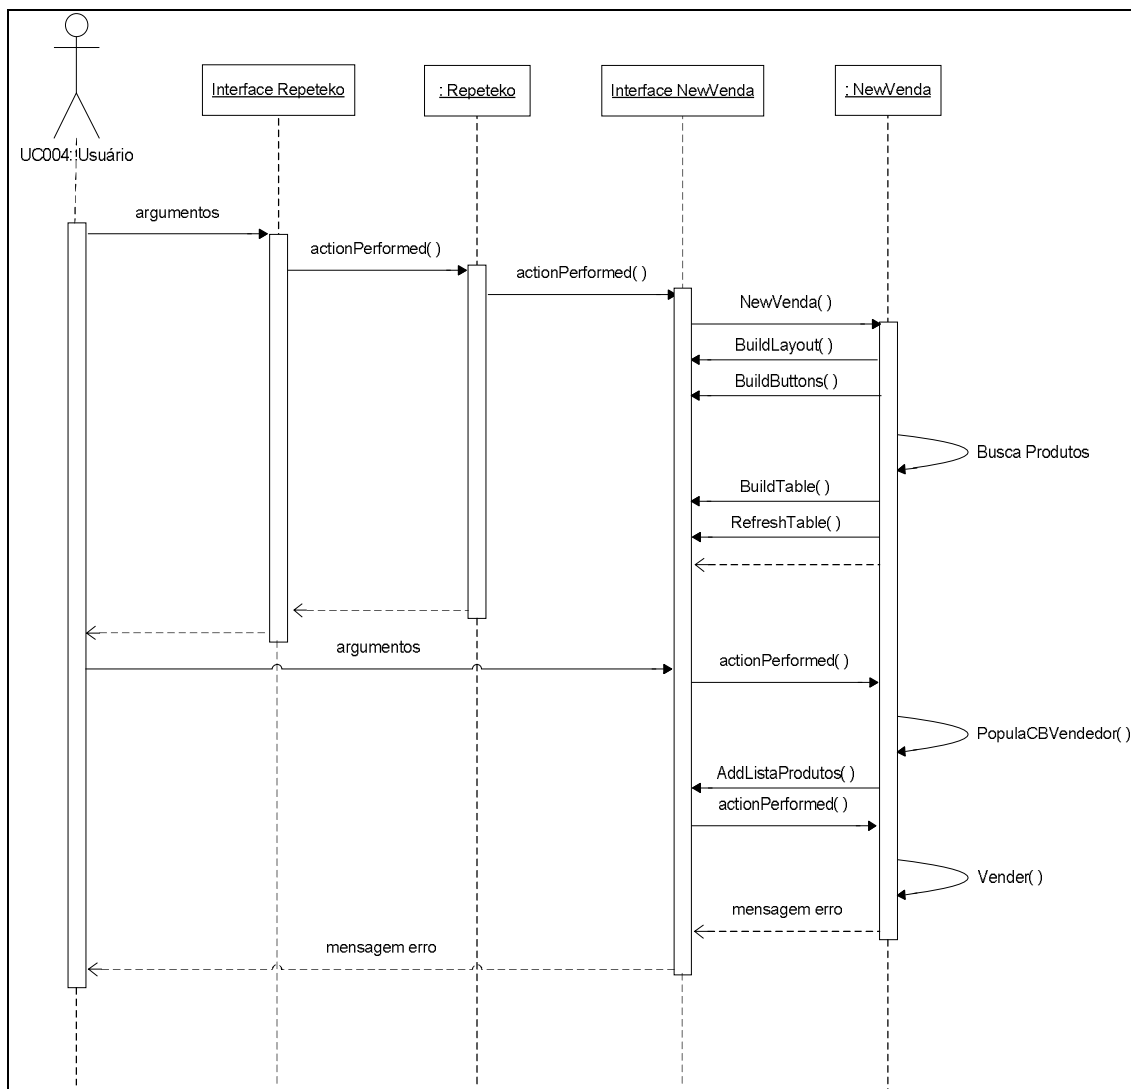 Interface Repeteko
: Repeteko
Interface NewVenda
: NewVenda
UC004: Usuário
argumentos
actionPerformed( )
actionPerformed( )
NewVenda( )
BuildLayout( )
BuildButtons( )
Busca Produtos
BuildTable( )
RefreshTable( )
argumentos
actionPerformed( )
PopulaCBVendedor( )
AddListaProdutos( )
actionPerformed( )
Vender( )
mensagem erro
mensagem erro